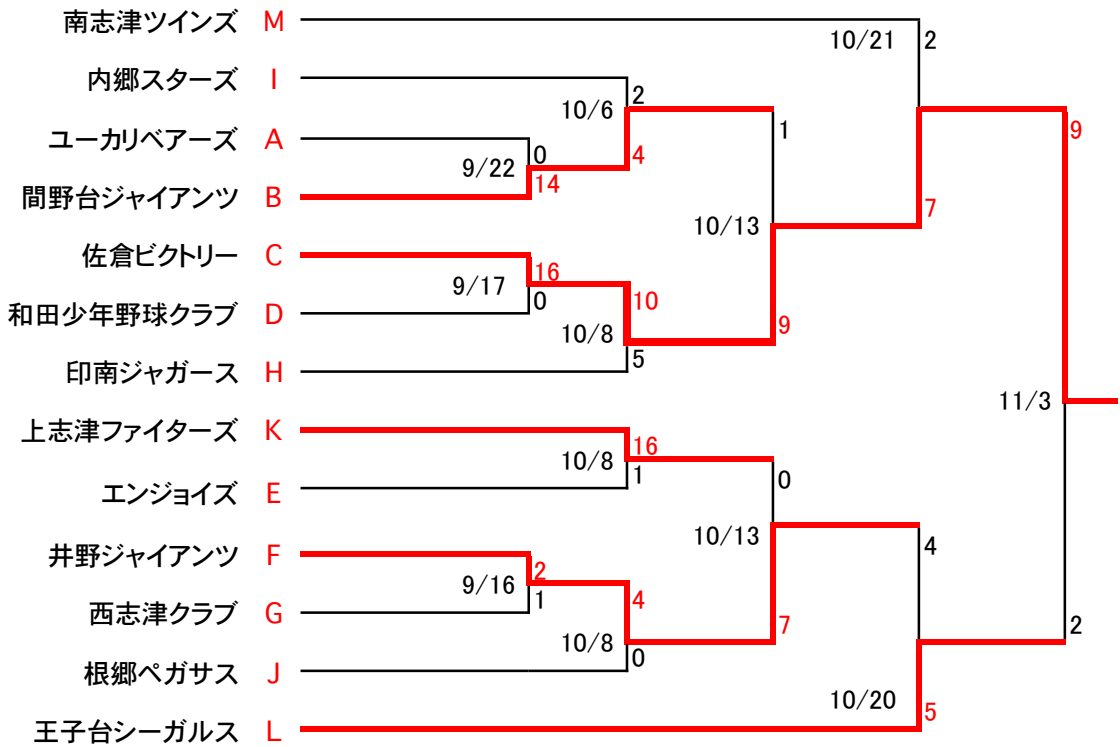 南志津ツインズ M
10/21 2
内郷スターズ I
10/6 2
ユーカリベアーズ A
9/22 0
4
1
9
14
間野台ジャイアンツ B
10/13
7
佐倉ビクトリー C
16
9/17 0
10
和田少年野球クラブ D
10/8
9
5
印南ジャガース H
11/3
上志津ファイターズ K
16
10/8 1
0
エンジョイズ E
10/13
4
井野ジャイアンツ F
2
9/16 1
4
7
2
西志津クラブ G
10/8 0
根郷ペガサス J
10/20 5
王子台シーガルス L